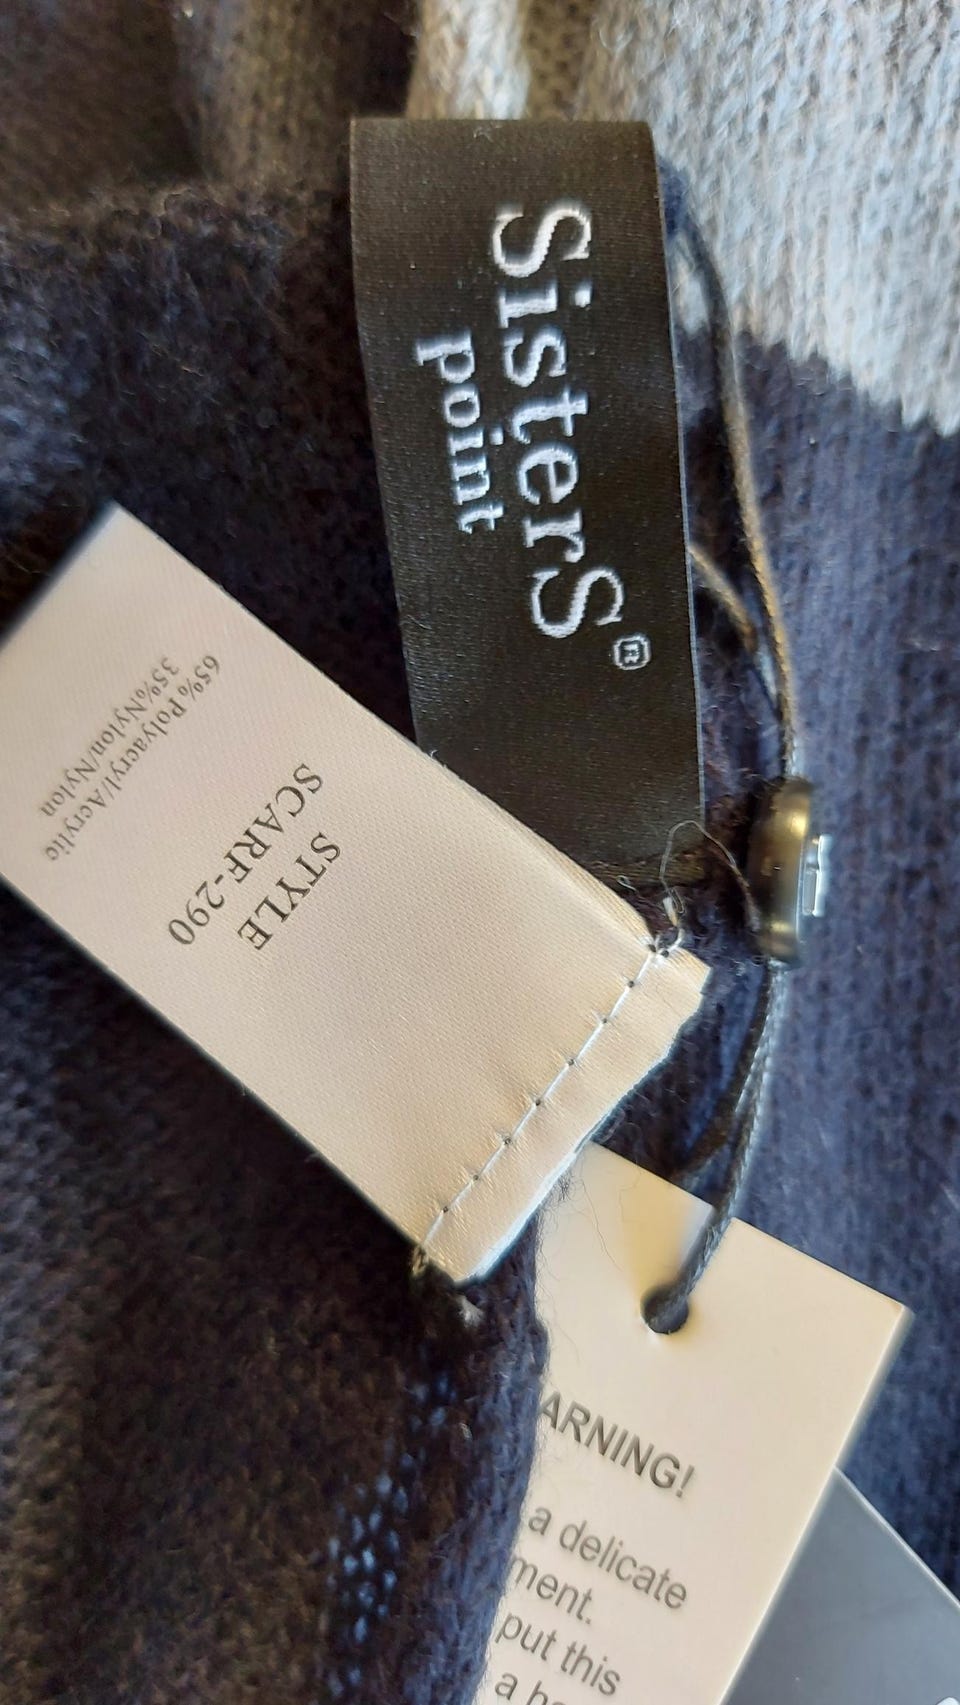 SisterS®
point
STYLE
SCARF-290
65%Polyacryl/Acrylic
35%Nylon/Nylon
ARNING!
a delicate
ment.
put this
a